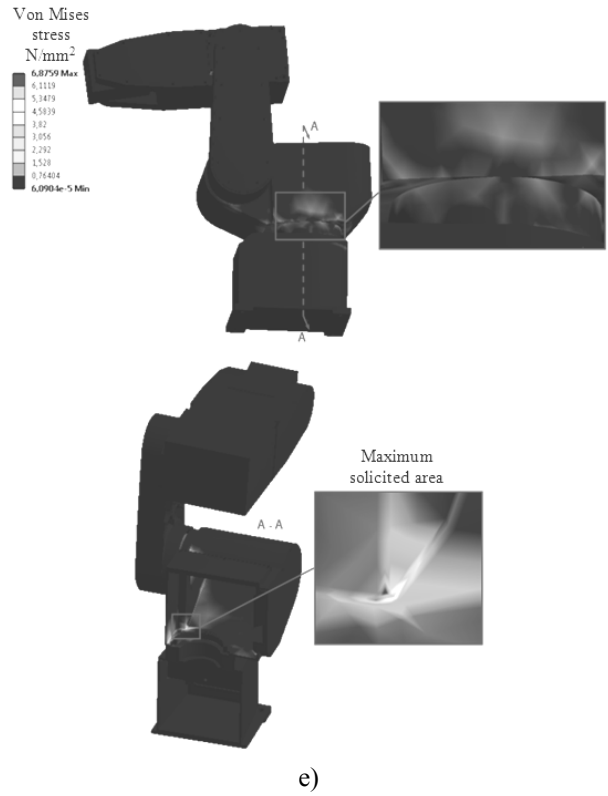 Von Mises
stress
N/mm²
6,8759 Max
6,1119
5,3479
4,5839
3,82
3,056
2,292
1,528
0,76404
6,0904e-5 Min
A
A
Maximum
solicited area
A - A
e)